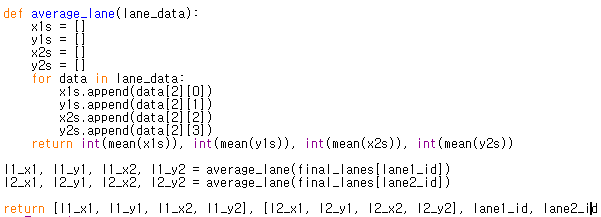 def average_lane(lane_data):
    x1s = []
    y1s = []
    x2s = []
    y2s = []
    for data in lane_data:
        x1s.append(data[2][0])
        y1s.append(data[2][1])
        x2s.append(data[2][2])
        y2s.append(data[2][3])
    return int(mean(x1s)), int(mean(y1s)), int(mean(x2s)), int(mean(y2s))
l1_x1, l1_y1, l1_x2, l1_y2 = average_lane(final_lanes[lane1_id])
l2_x1, l2_y1, l2_x2, l2_y2 = average_lane(final_lanes[lane2_id])
return [l1_x1, l1_y1, l1_x2, l1_y2], [l2_x1, l2_y1, l2_x2, l2_y2], lane1_id, lane2_id